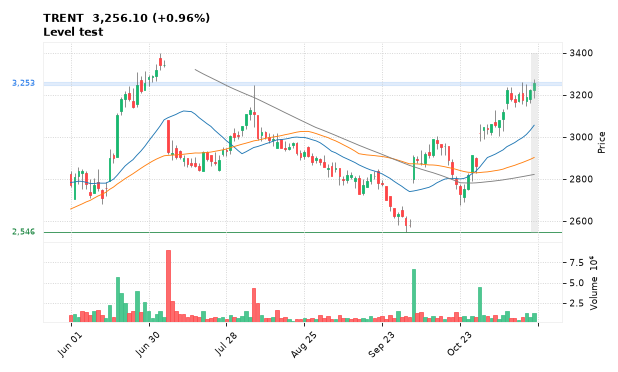 TRENT 3,256.10 (+0.96%)
Level test
3400
3,253
3200
3000
Price
2800
2600
2,546
7.5
5.0
2.5
Volume 10⁶
Jun 01
Jun 30
Jul 28
Aug 25
Sep 23
Oct 23